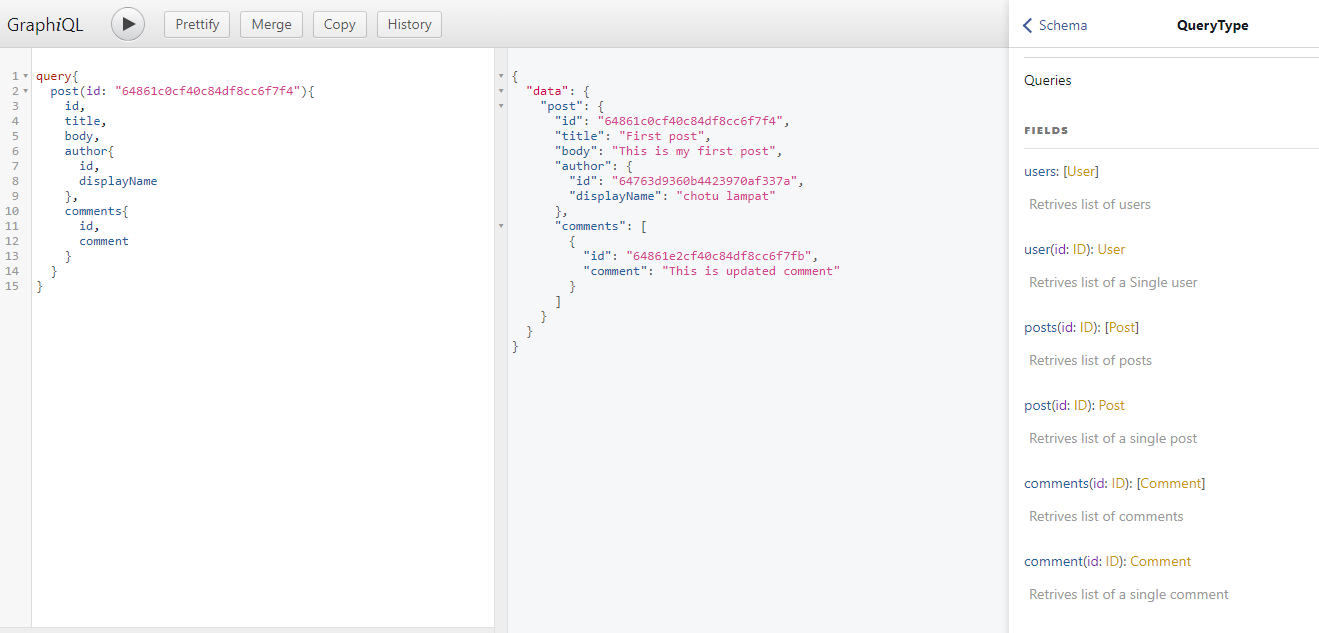 GraphiQL Prettify Merge Copy History
1 query{
2 post(id: "64861c0cf40c84df8cc6f7f4"){
3 id,
4 title,
5 body,
6 author{
7 id,
8 displayName
9 },
10 comments{
11 id,
12 comment
13 }
14 }
15 }
{
"data": {
"post": {
"id": "64861c0cf40c84df8cc6f7f4",
"title": "First post",
"body": "This is my first post",
"author": {
"id": "64763d9360b4423970af337a",
"displayName": "chotu lampat"
},
"comments": [
{
"id": "64861e2cf40c84df8cc6f7fb",
"comment": "This is updated comment"
}
]
}
}
}
Schema QueryType
Queries
FIELDS
users: [User]
Retrives list of users
user(id: ID): User
Retrives list of a Single user
posts(id: ID): [Post]
Retrives list of posts
post(id: ID): Post
Retrives list of a single post
comments(id: ID): [Comment]
Retrives list of comments
comment(id: ID): Comment
Retrives list of a single comment